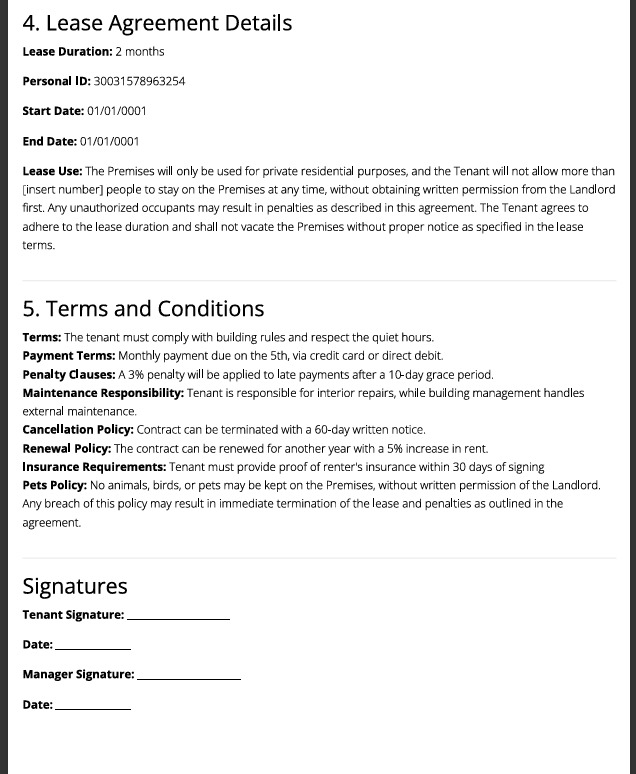 4. Lease Agreement Details
Lease Duration: 2 months
Personal ID: 30031578963254
Start Date: 01/01/0001
End Date: 01/01/0001
Lease Use: The Premises will only be used for private residential purposes, and the Tenant will not allow more than
[insert number] people to stay on the Premises at any time, without obtaining written permission from the Landlord
first. Any unauthorized occupants may result in penalties as described in this agreement. The Tenant agrees to
adhere to the lease duration and shall not vacate the Premises without proper notice as specified in the lease
terms.
5. Terms and Conditions
Terms: The tenant must comply with building rules and respect the quiet hours.
Payment Terms: Monthly payment due on the 5th, via credit card or direct debit.
Penalty Clauses: A 3% penalty will be applied to late payments after a 10-day grace period.
Maintenance Responsibility: Tenant is responsible for interior repairs, while building management handles
external maintenance.
Cancellation Policy: Contract can be terminated with a 60-day written notice.
Renewal Policy: The contract can be renewed for another year with a 5% increase in rent.
Insurance Requirements: Tenant must provide proof of renter's insurance within 30 days of signing
Pets Policy: No animals, birds, or pets may be kept on the Premises, without written permission of the Landlord.
Any breach of this policy may result in immediate termination of the lease and penalties as outlined in the
agreement.
Signatures
Tenant Signature: _________________
Date: ____________
Manager Signature: _________________
Date: ____________